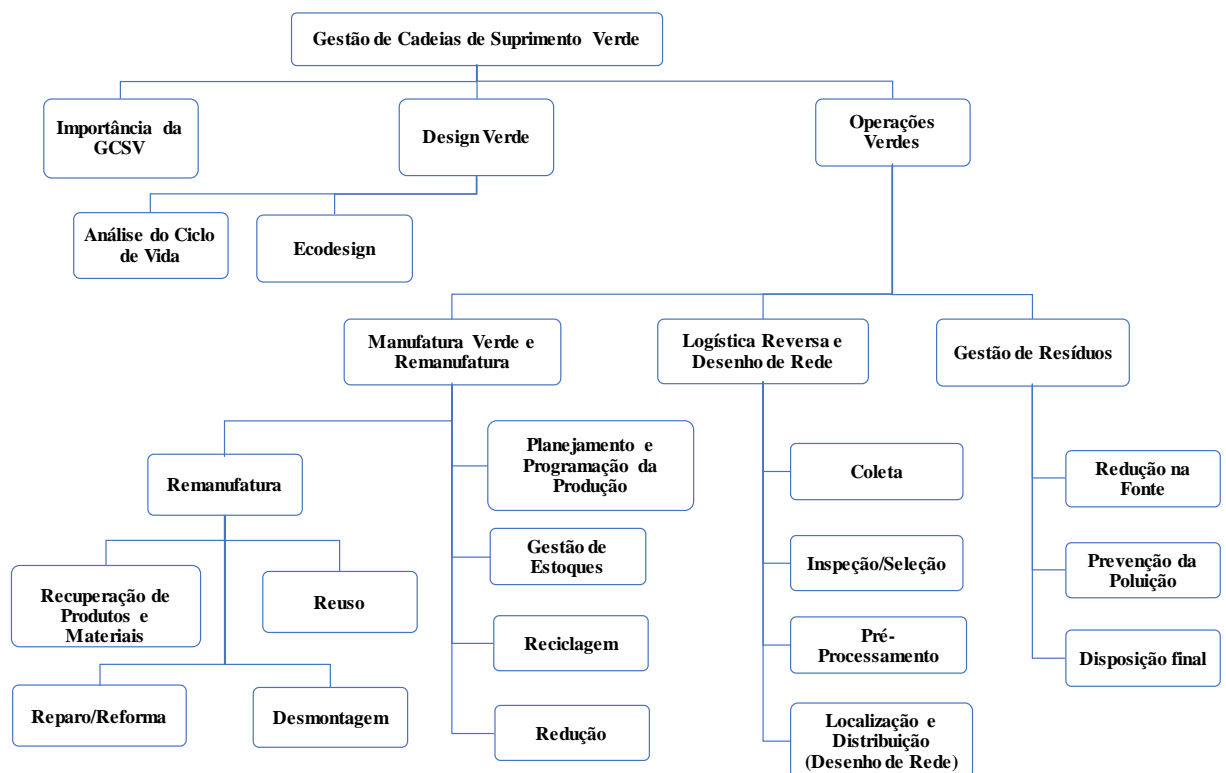 Gestão de Cadeias de Suprimento Verde
Importância da
GCSV
Design Verde
Operações
Verdes
Análise do Ciclo
de Vida
Ecodesign
Manufatura Verde e
Remanufatura
Logística Reversa e
Desenho de Rede
Gestão de Resíduos
Remanufatura
Planejamento e
Programação da
Produção
Coleta
Redução na
Fonte
Recuperação de
Produtos e
Materiais
Reuso
Gestão de
Estoques
Inspeção/Seleção
Prevenção da
Poluição
Reparo/Reforma
Desmontagem
Reciclagem
Pré-
Processamento
Disposição final
Redução
Localização e
Distribuição
(Desenho de Rede)